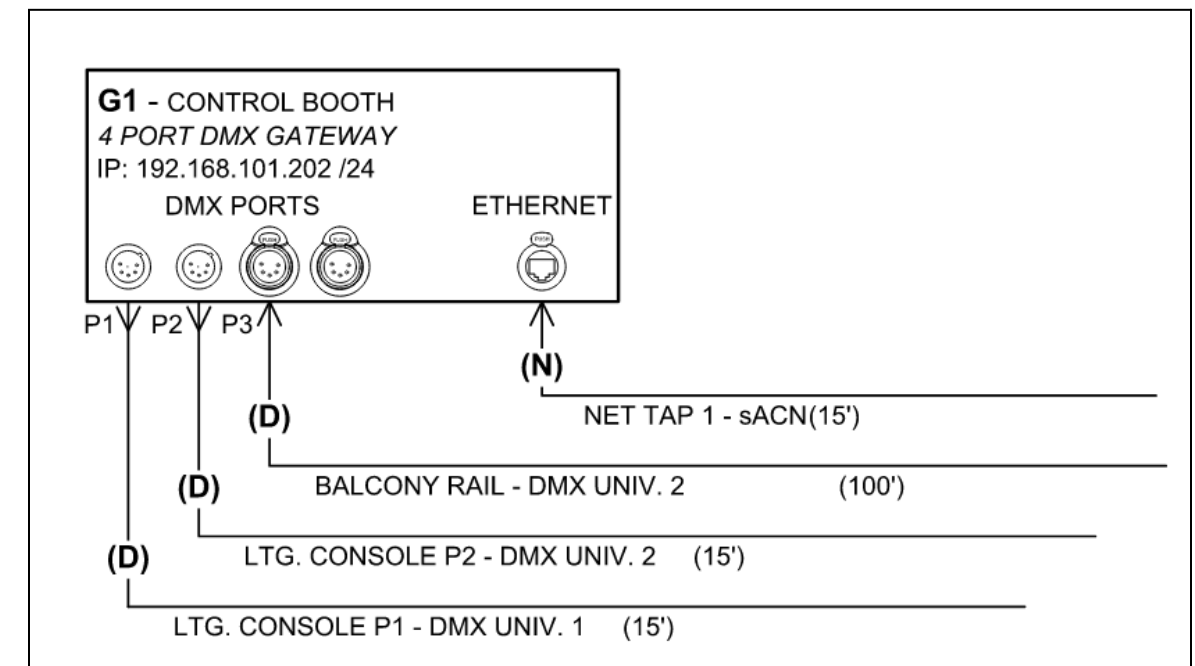 G1 - CONTROL BOOTH
4 PORT DMX GATEWAY
IP: 192.168.101.202 /24
DMX PORTS ETHERNET
PUSH PUSH PUSH
P1 P2 P3
(N)
NET TAP 1 - sACN(15')
(D)
BALCONY RAIL - DMX UNIV. 2 (100')
(D)
LTG. CONSOLE P2 - DMX UNIV. 2 (15')
(D)
LTG. CONSOLE P1 - DMX UNIV. 1 (15')